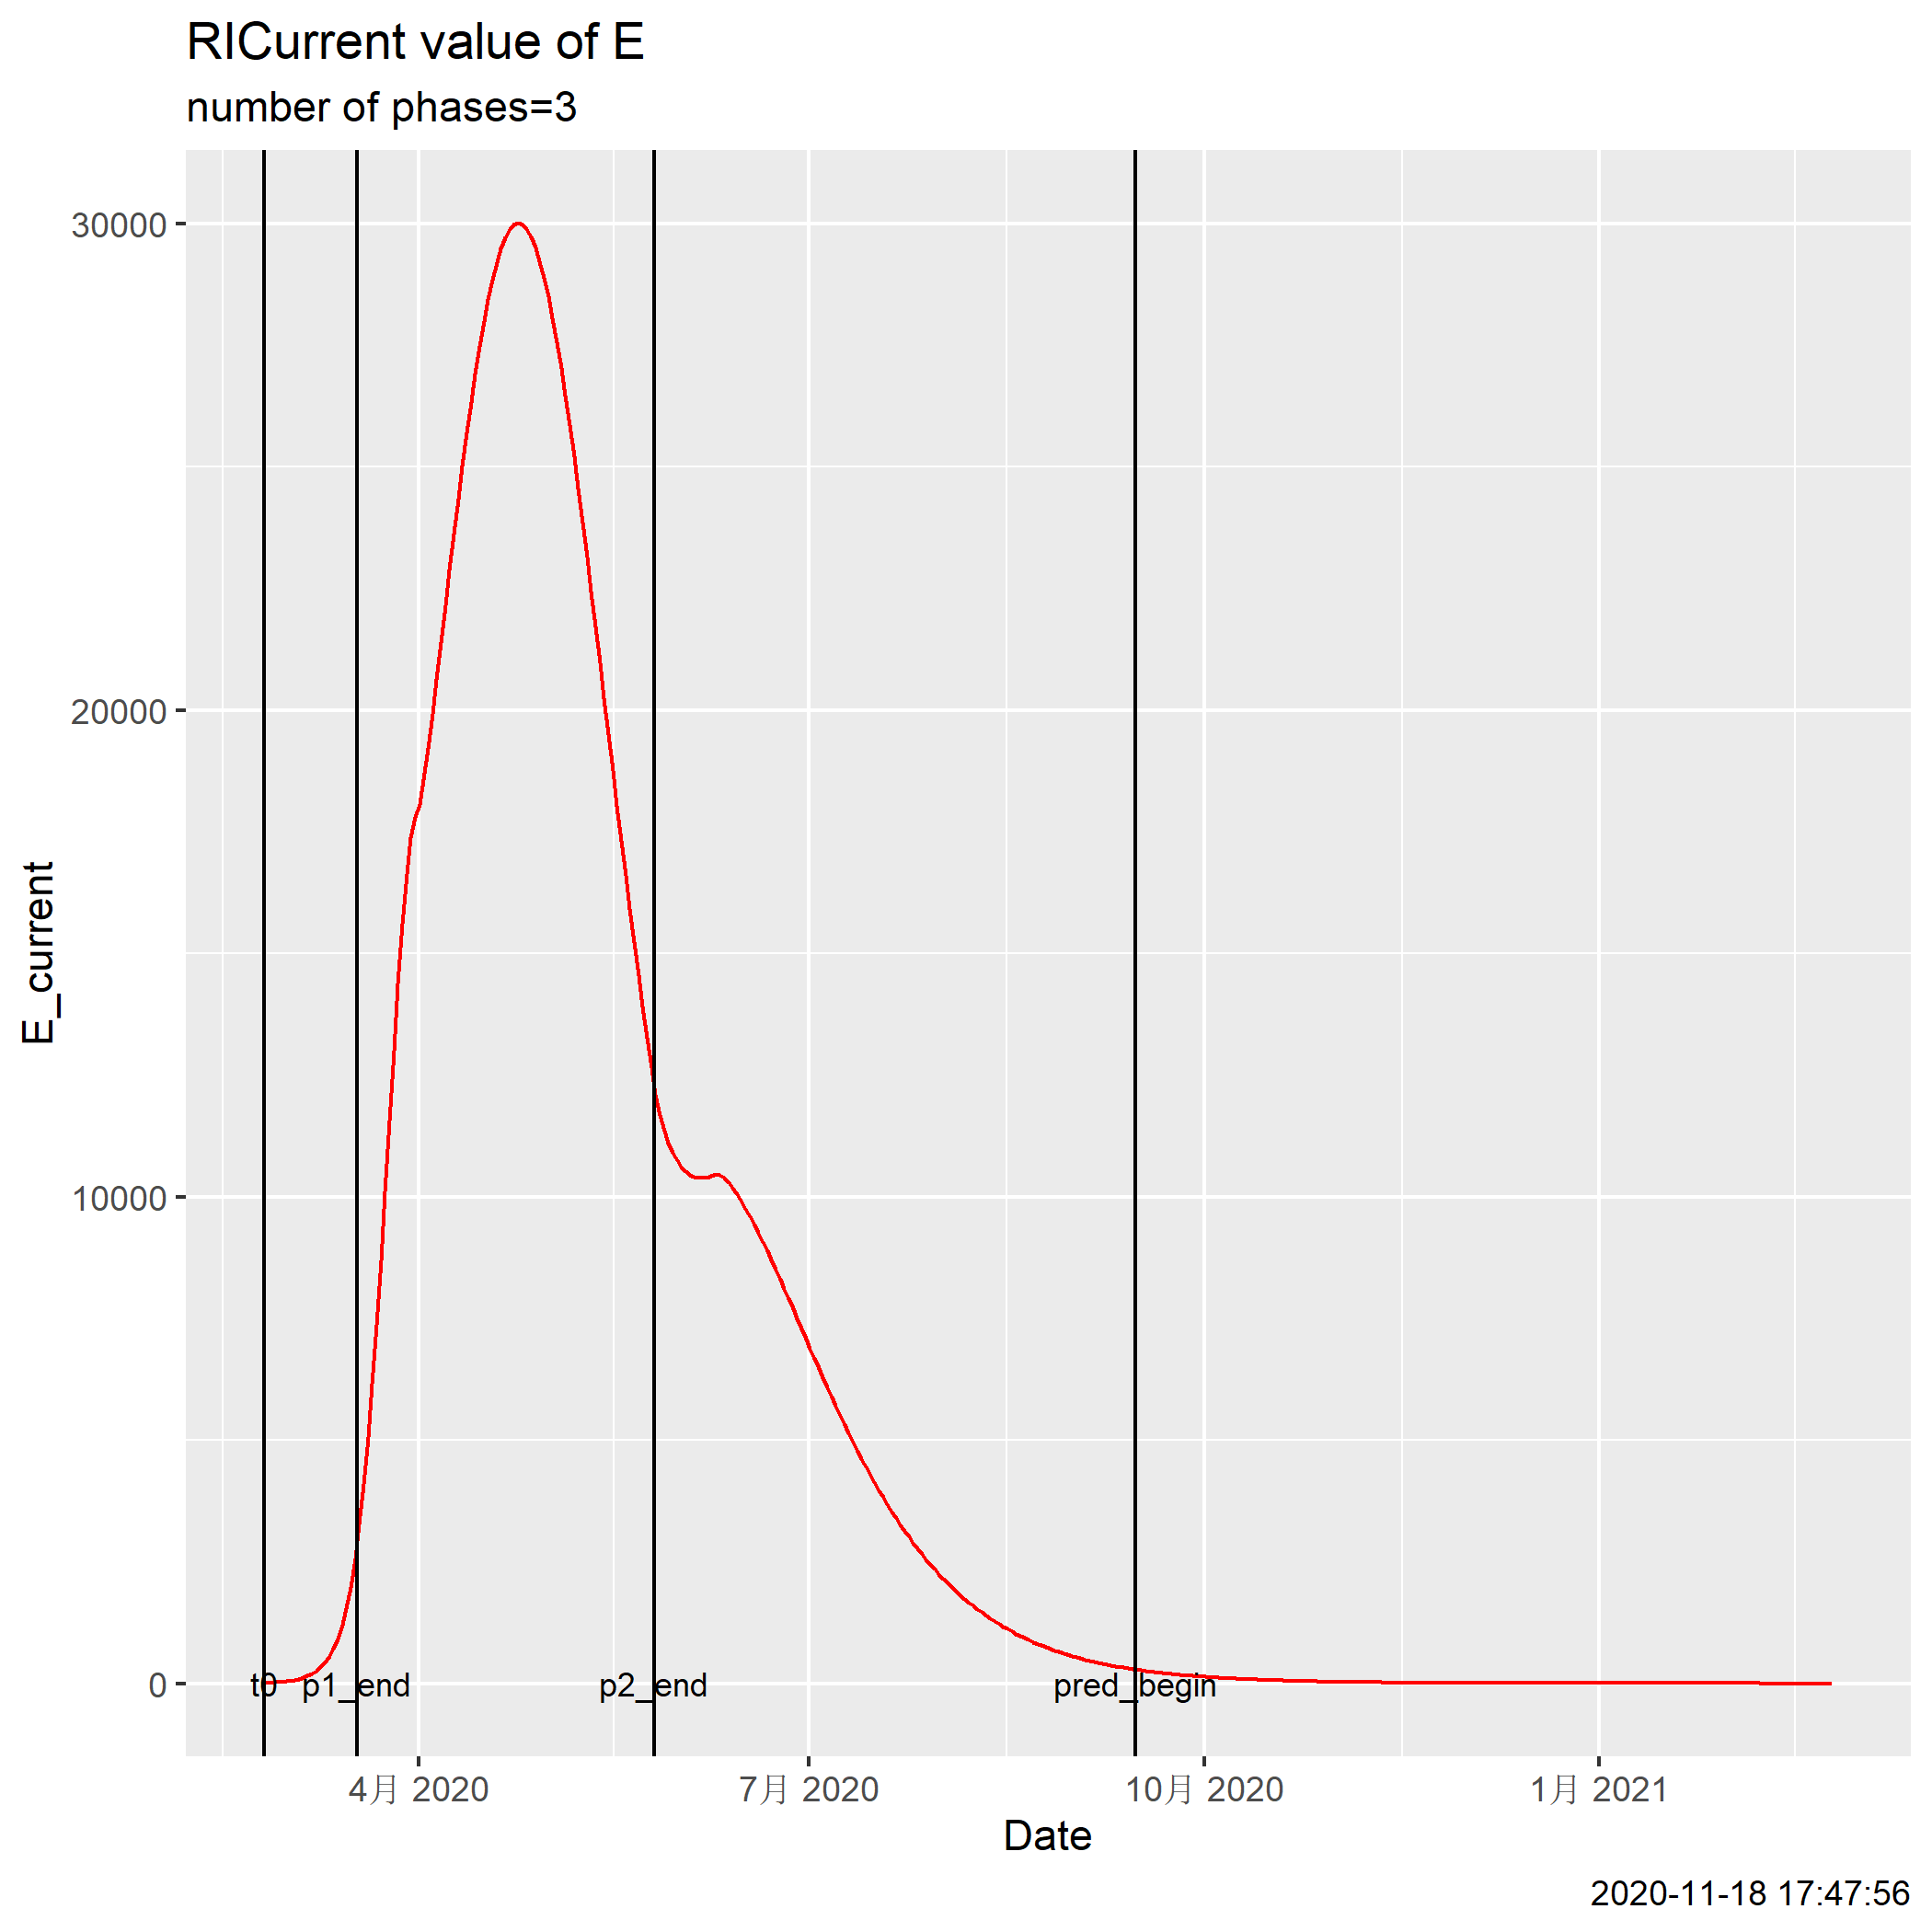 RICurrent value of E
number of phases=3
E_current
30000
20000
10000
0
t0 p1_end p2_end pred_begin
4月 2020 7月 2020 10月 2020 1月 2021
Date
2020-11-18 17:47:56